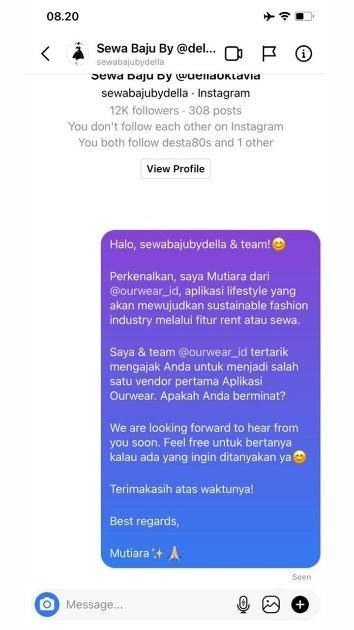 08.20
Sewa Baju By @del...
sewabajubydella
Sewa Baju By @dellaoktavia
sewabajubydella · Instagram
12K followers · 308 posts
You don't follow each other on Instagram
You both follow desta80s and 1 other
View Profile
Halo, sewabajubydella & team!😊
Perkenalkan, saya Mutiara dari
@ourwear_id, aplikasi lifestyle yang
akan mewujudkan sustainable fashion
industry melalui fitur rent atau sewa.
Saya & team @ourwear_id tertarik
mengajak Anda untuk menjadi salah
satu vendor pertama Aplikasi
Ourwear. Apakah Anda berminat?
We are looking forward to hear from
you soon. Feel free untuk bertanya
kalau ada yang ingin ditanyakan ya😊
Terimakasih atas waktunya!
Best regards,
Mutiara✨🙏🏼
Seen
Message...